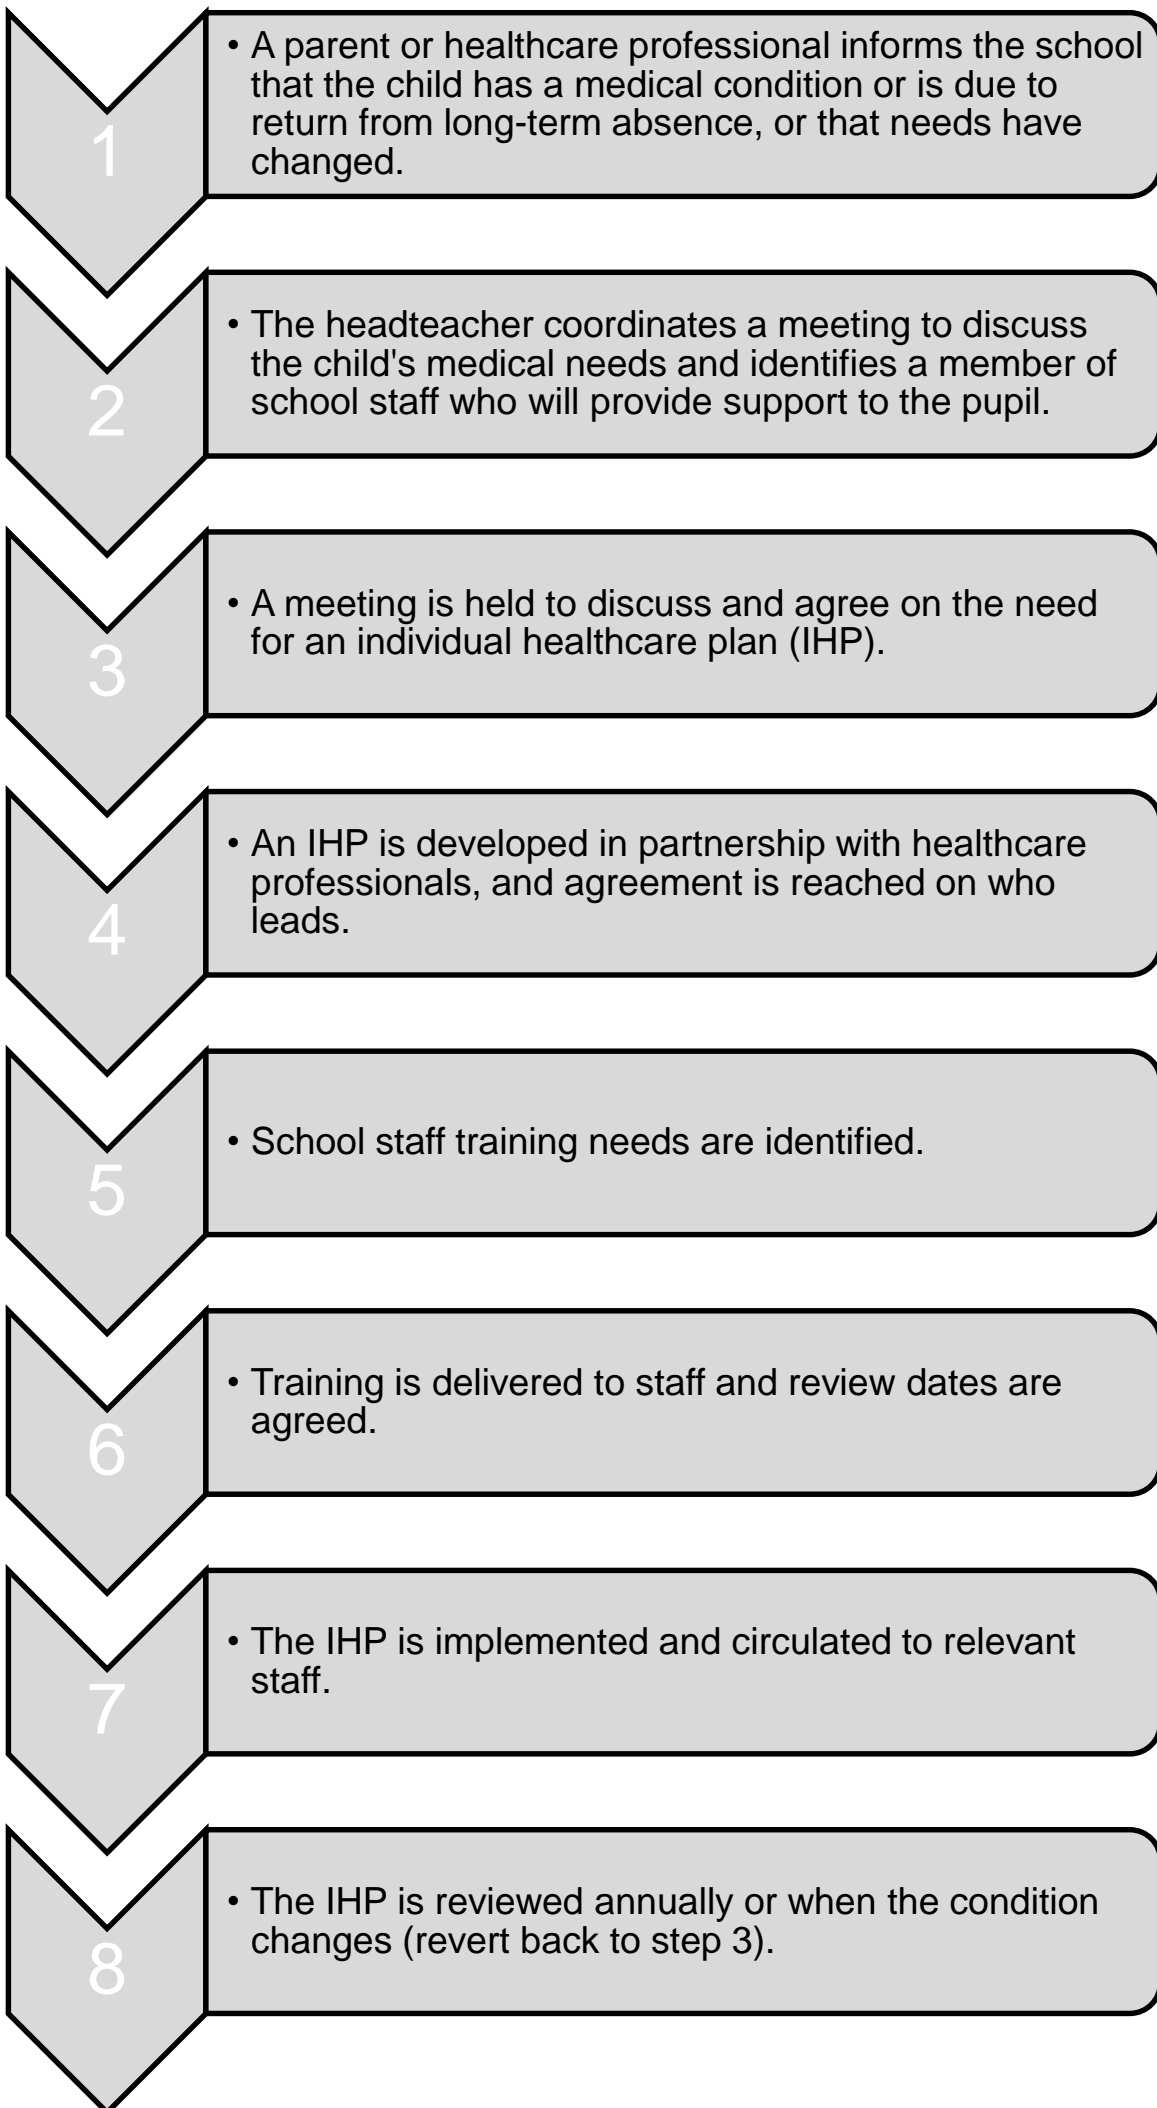 1
• A parent or healthcare professional informs the school
that the child has a medical condition or is due to
return from long-term absence, or that needs have
changed.
2
• The headteacher coordinates a meeting to discuss
the child's medical needs and identifies a member of
school staff who will provide support to the pupil.
3
• A meeting is held to discuss and agree on the need
for an individual healthcare plan (IHP).
4
• An IHP is developed in partnership with healthcare
professionals, and agreement is reached on who
leads.
5
• School staff training needs are identified.
6
• Training is delivered to staff and review dates are
agreed.
7
• The IHP is implemented and circulated to relevant
staff.
8
• The IHP is reviewed annually or when the condition
changes (revert back to step 3).